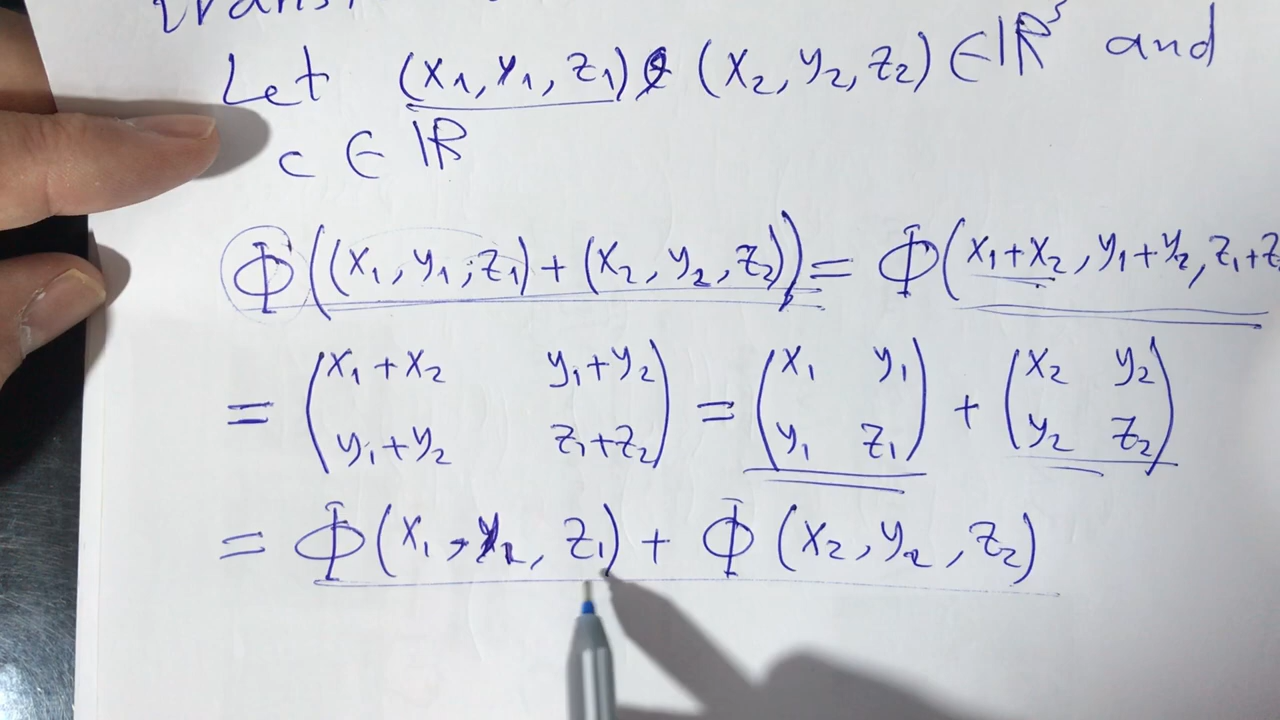 Let (x1, y1, z1) & (x2, y2, z2) ∈ ℝ³ and
c ∈ ℝ
Φ((x1, y1, z1) + (x2, y2, z2)) = Φ(x1+x2, y1+y2, z1+z
= (x1+x2 y1+y2
y1+y2 z1+z2) = (x1 y1
y1 z1) + (x2 y2
y2 z2)
= Φ(x1, , z1) + Φ(x2, y2, z2)